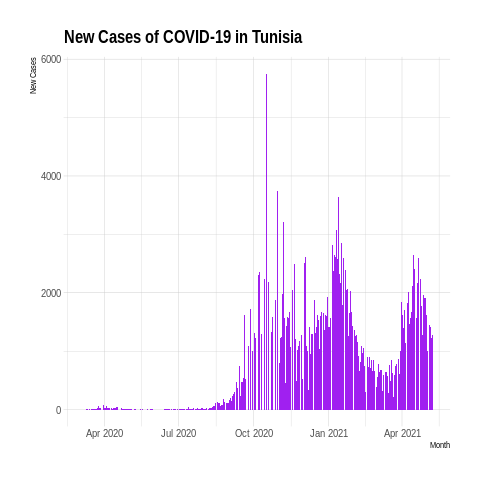 New Cases of COVID-19 in Tunisia
New Cases
6000
4000
2000
0
Apr 2020 Jul 2020 Oct 2020 Jan 2021 Apr 2021
Month